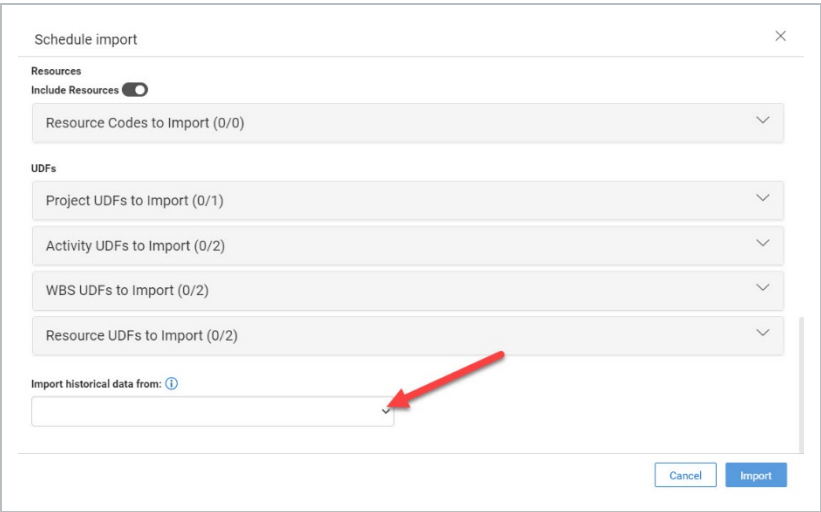 Schedule import
Resources
Include Resources
Resource Codes to Import (0/0)
UDFs
Project UDFs to Import (0/1)
Activity UDFs to Import (0/2)
WBS UDFs to Import (0/2)
Resource UDFs to Import (0/2)
Import historical data from:
Cancel Import